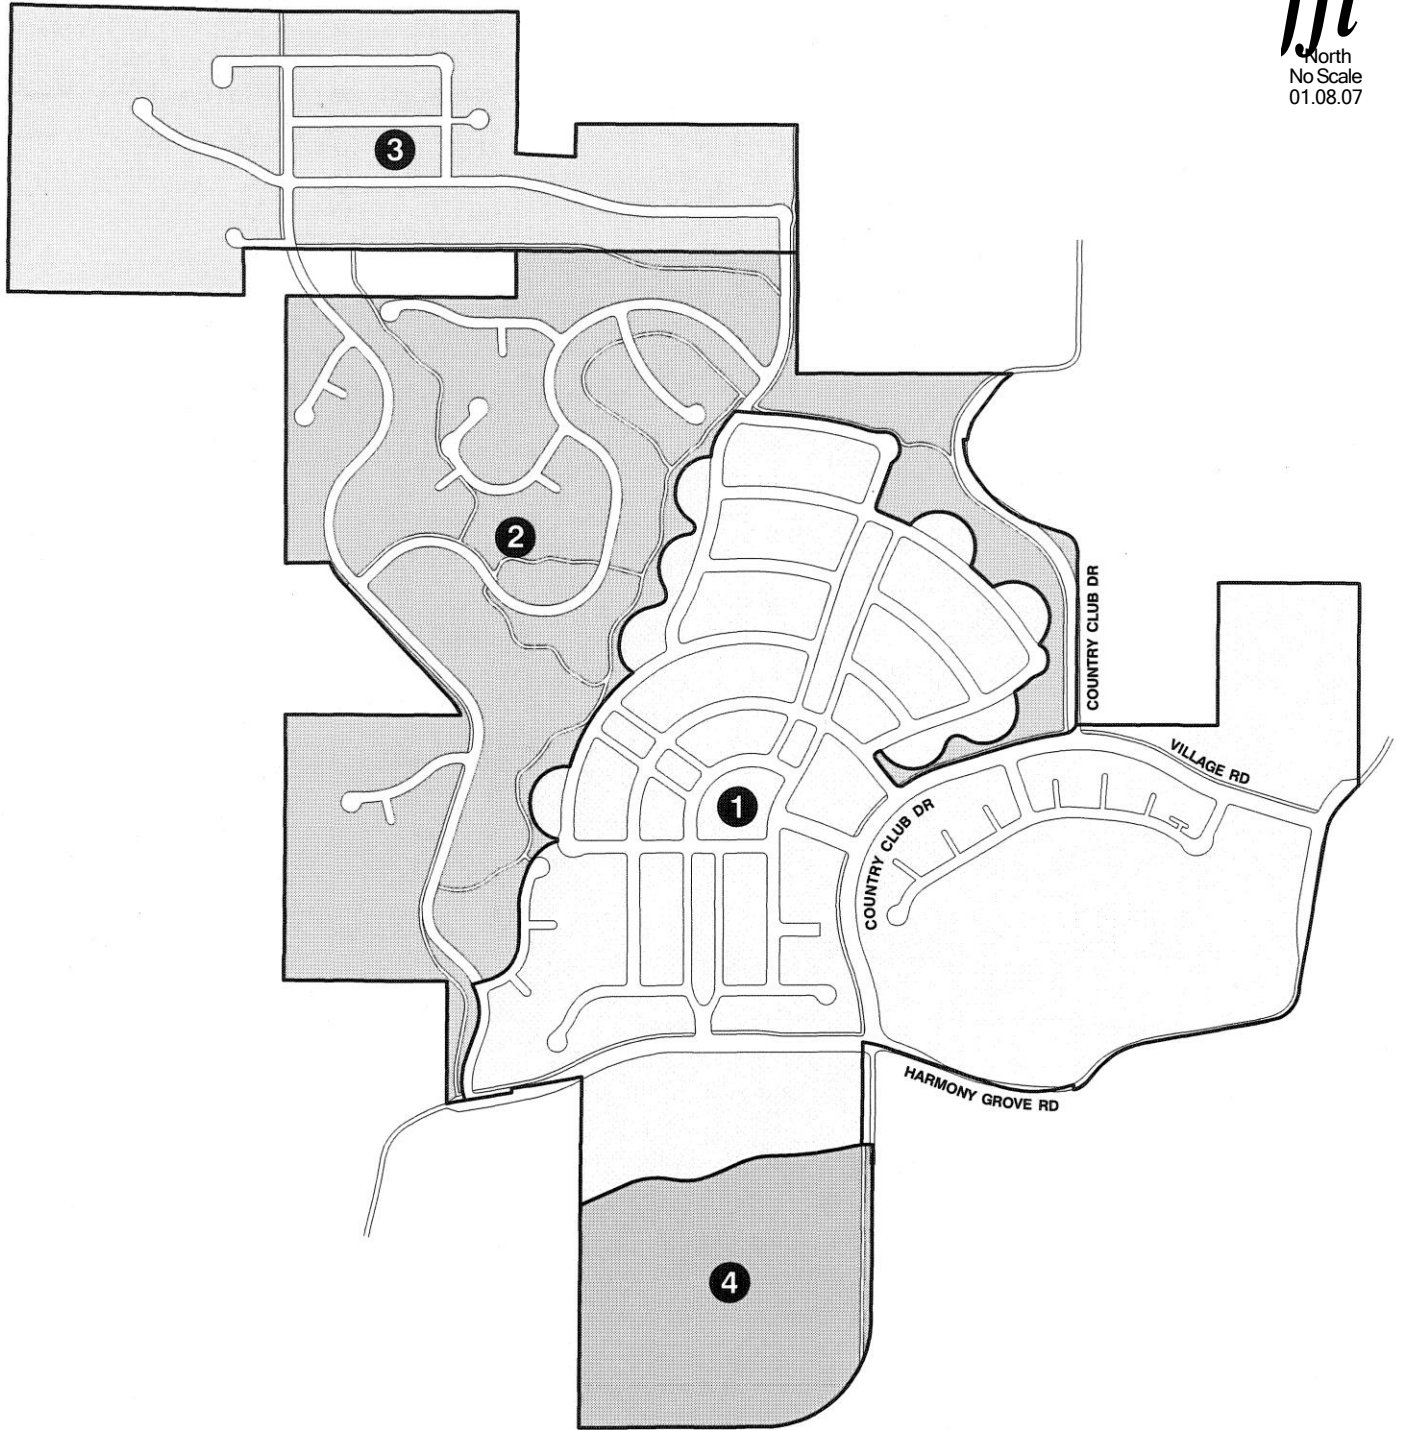 North
No Scale
01.08.07
3
2
COUNTRY CLUB DR
VILLAGE RD
1
COUNTRY CLUB DR
HARMONY GROVE RD
4